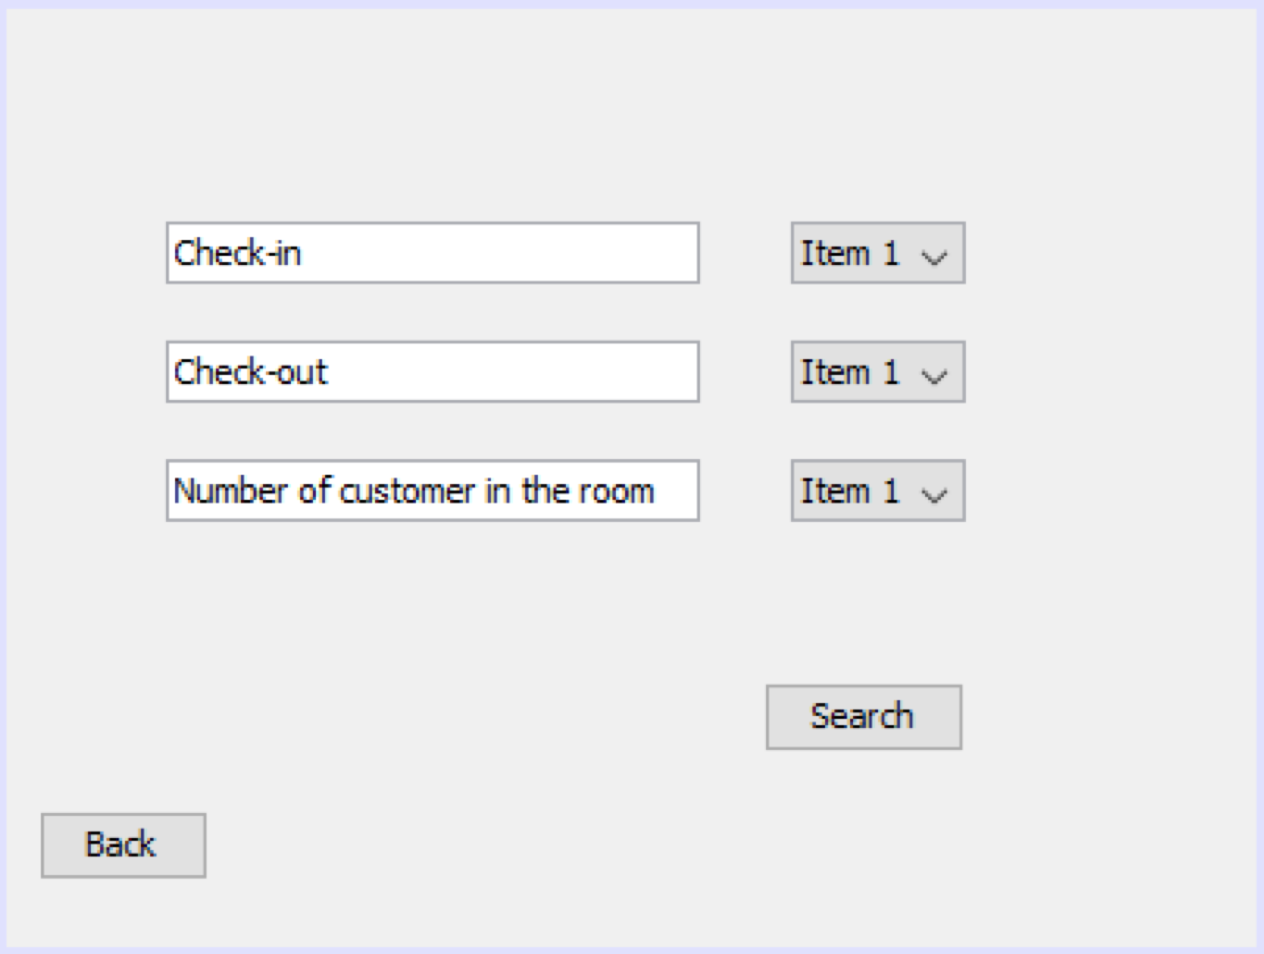 Check-in
Item 1
Check-out
Item 1
Number of customer in the room
Item 1
Search
Back